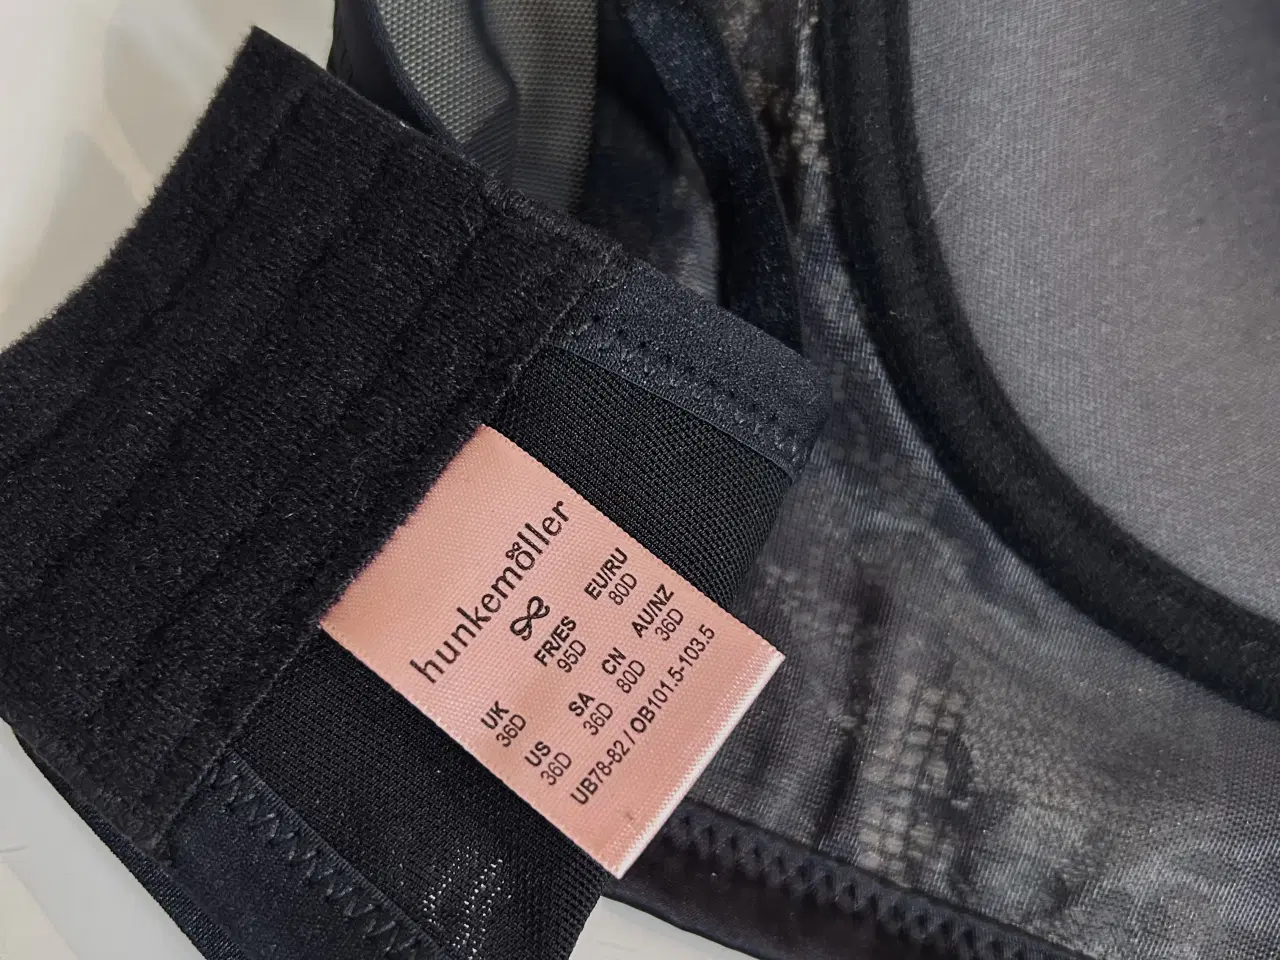 hunkemöller
UK FR/ES EU/RU
36D 95D 80D
US SA CN AU/NZ
36D 36D 80D 36D
UB78-82 / OB101.5-103.5